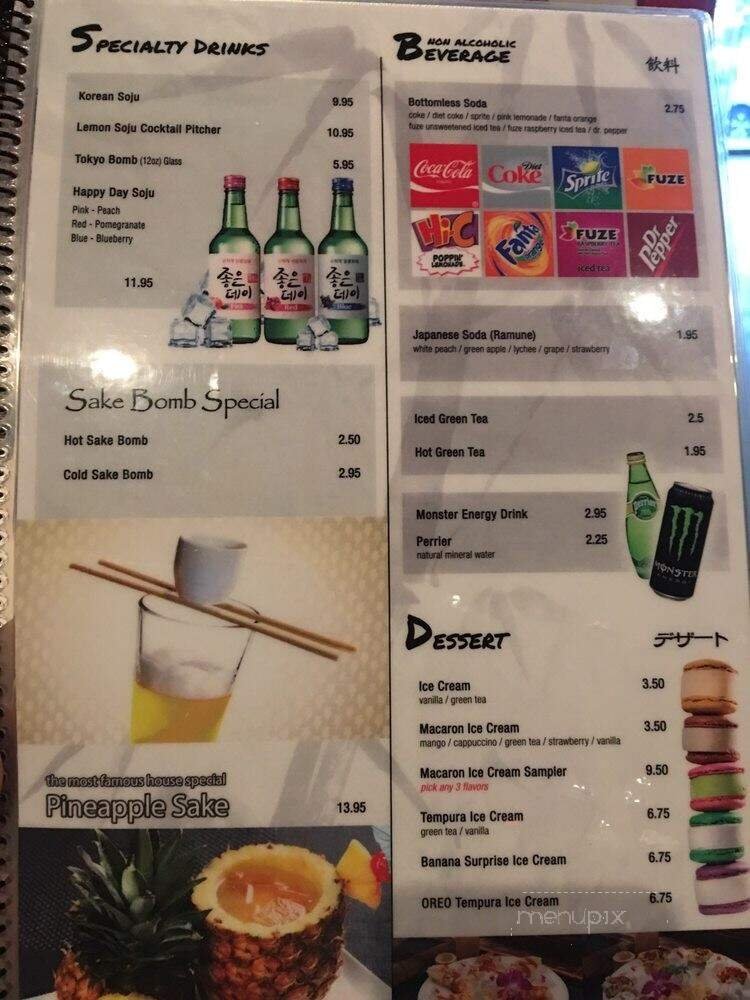 SPECIALTY DRINKS
Korean Soju 9.95
Lemon Soju Cocktail Pitcher 10.95
Tokyo Bomb (12oz) Glass 5.95
Happy Day Soju
Pink - Peach
Red - Pomegranate
Blue - Blueberry
11.95
좋은 좋은 좋은
데이 데이 데이
Pink Red Blue
Sake Bomb Special
Hot Sake Bomb 2.50
Cold Sake Bomb 2.95
the most famous house special
Pineapple Sake 13.95
NON ALCOHOLIC
BEVERAGE 飲料
Bottomless Soda 2.75
coke / diet coke / sprite / pink lemonade / fanta orange
fuze unsweetened iced tea / fuze raspberry iced tea / dr. pepper
Coca-Cola Diet Coke Sprite FUZE
Hi-C POPPIN' LEMONADE Fanta orange FUZE RASPBERRY TEA iced tea Dr Pepper
Japanese Soda (Ramune) 1.95
white peach / green apple / lychee / grape / strawberry
Iced Green Tea 2.5
Hot Green Tea 1.95
Monster Energy Drink 2.95
Perrier 2.25
natural mineral water
Perrier
MONSTER
ENERGY
DESSERT デザート
Ice Cream 3.50
vanilla / green tea
Macaron Ice Cream 3.50
mango / cappuccino / green tea / strawberry / vanilla
Macaron Ice Cream Sampler 9.50
pick any 3 flavors
Tempura Ice Cream 6.75
green tea / vanilla
Banana Surprise Ice Cream 6.75
OREO Tempura Ice Cream 6.75
menupix